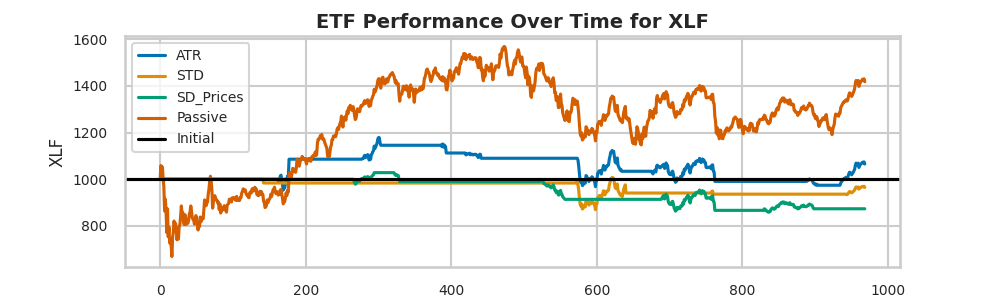 ETF Performance Over Time for XLF
XLF
1600
1400
1200
1000
800
ATR
STD
SD_Prices
Passive
Initial
0 200 400 600 800 1000